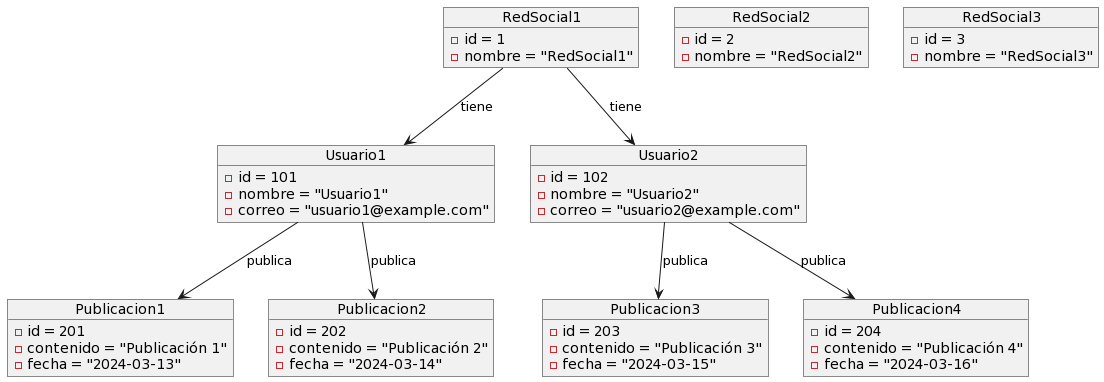 RedSocial1
id = 1
nombre = "RedSocial1"
RedSocial2
id = 2
nombre = "RedSocial2"
RedSocial3
id = 3
nombre = "RedSocial3"
tiene
tiene
Usuario1
id = 101
nombre = "Usuario1"
correo = "usuario1@example.com"
Usuario2
id = 102
nombre = "Usuario2"
correo = "usuario2@example.com"
publica
publica
publica
publica
Publicacion1
id = 201
contenido = "Publicación 1"
fecha = "2024-03-13"
Publicacion2
id = 202
contenido = "Publicación 2"
fecha = "2024-03-14"
Publicacion3
id = 203
contenido = "Publicación 3"
fecha = "2024-03-15"
Publicacion4
id = 204
contenido = "Publicación 4"
fecha = "2024-03-16"